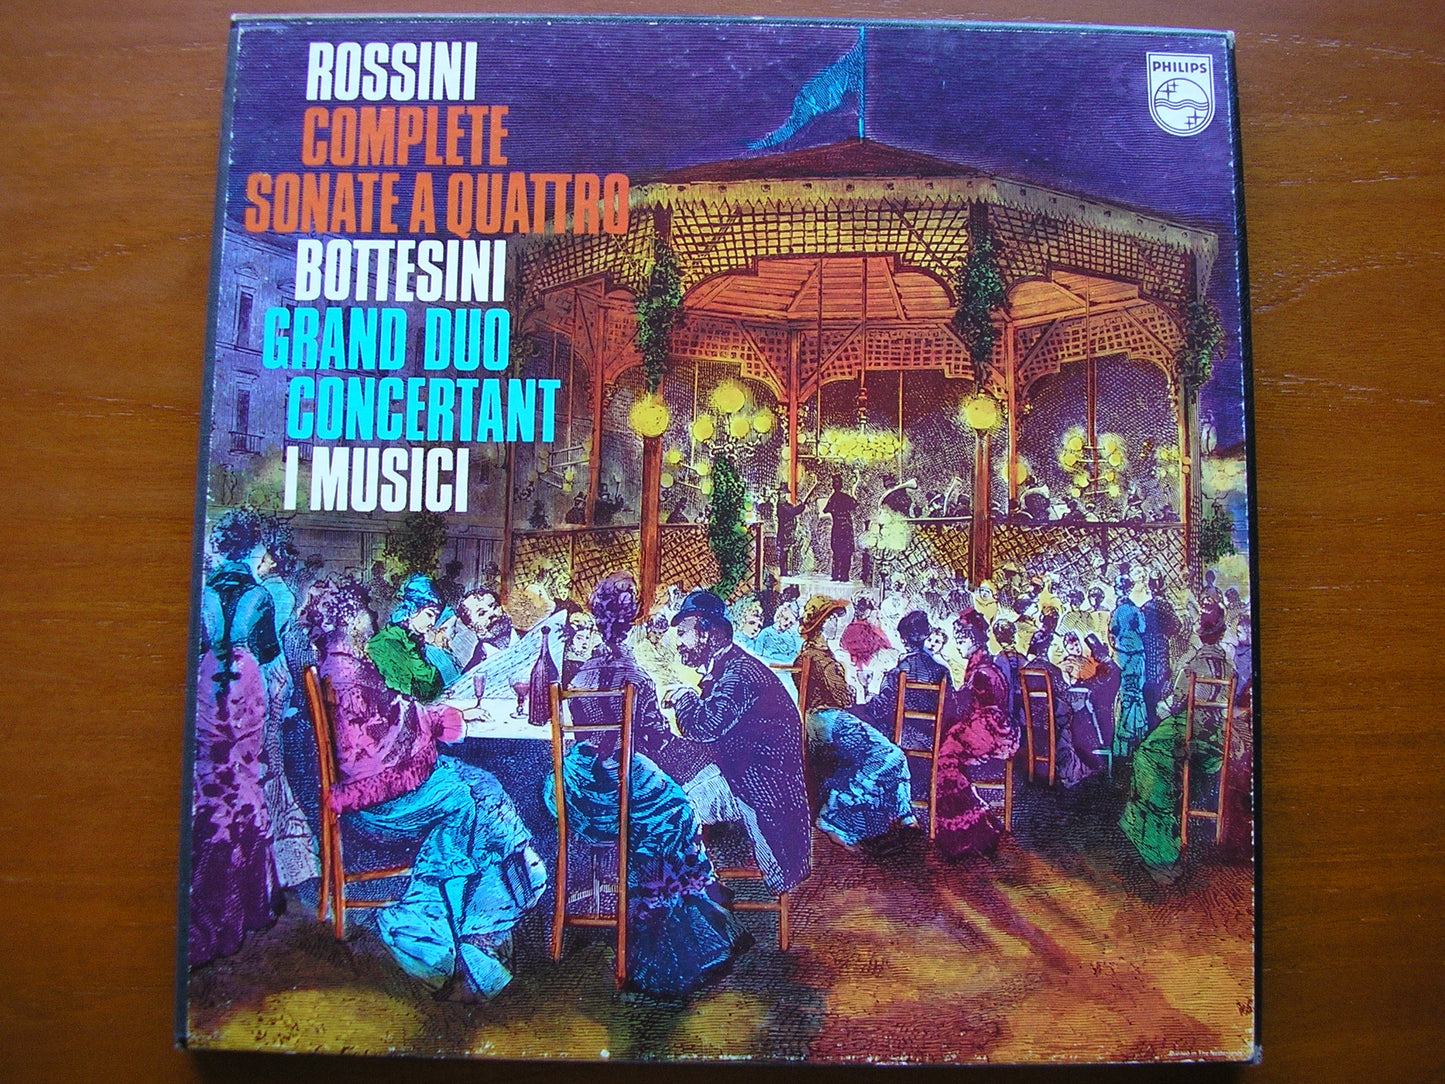 ROSSINI
COMPLETE
SONATE A QUATTRO
BOTTESINI
GRAND DUO
CONCERTANT
I MUSICI
PHILIPS